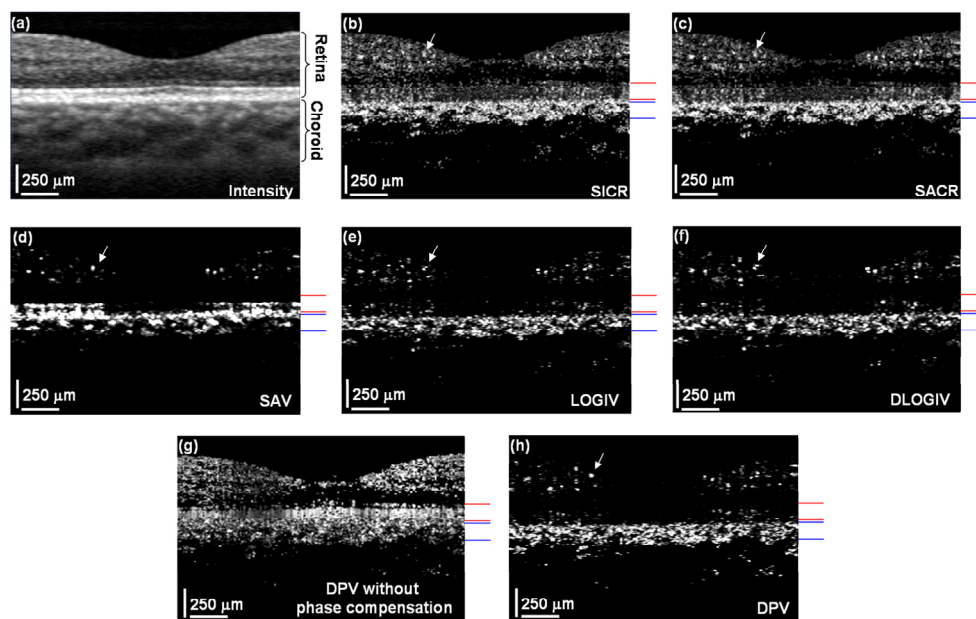 (a)
Retina
Choroid
250 μm
Intensity
(b)
250 μm
SICR
(c)
250 μm
SACR
(d)
250 μm
SAV
(e)
250 μm
LOGIV
(f)
250 μm
DLOGIV
(g)
250 μm
DPV without
phase compensation
(h)
250 μm
DPV